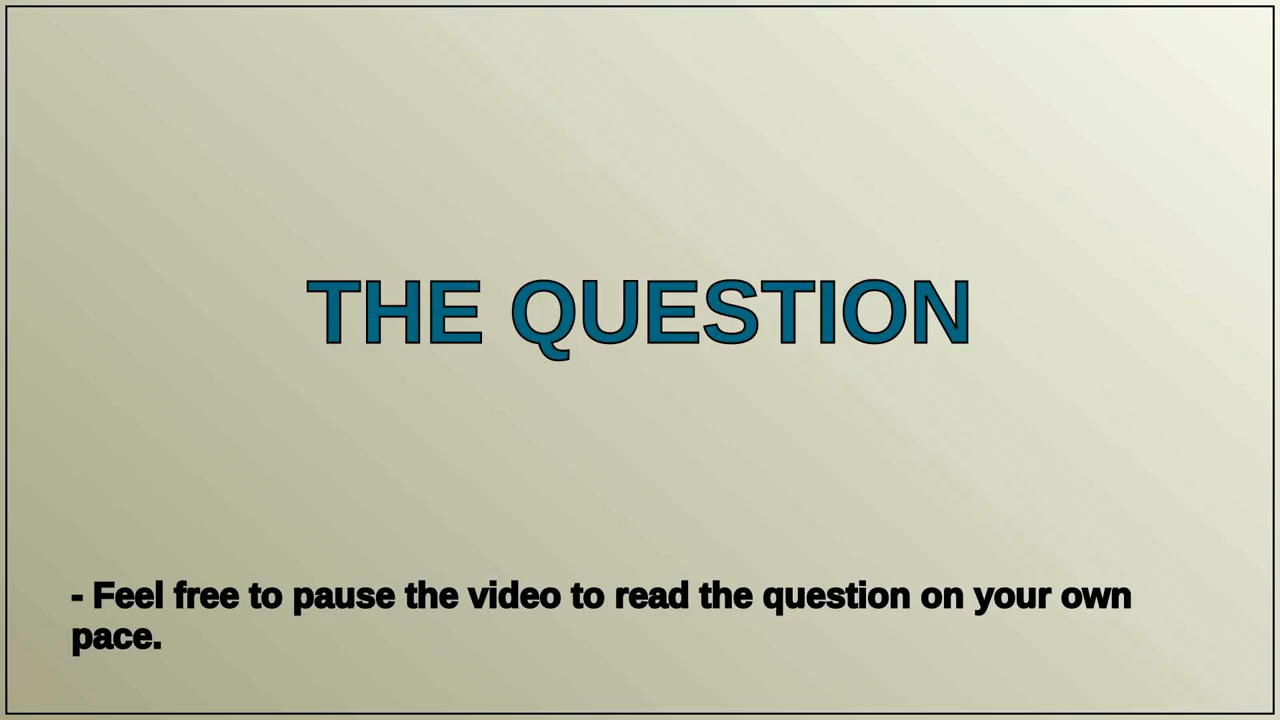 THE QUESTION
- Feel free to pause the video to read the question on your own
pace.